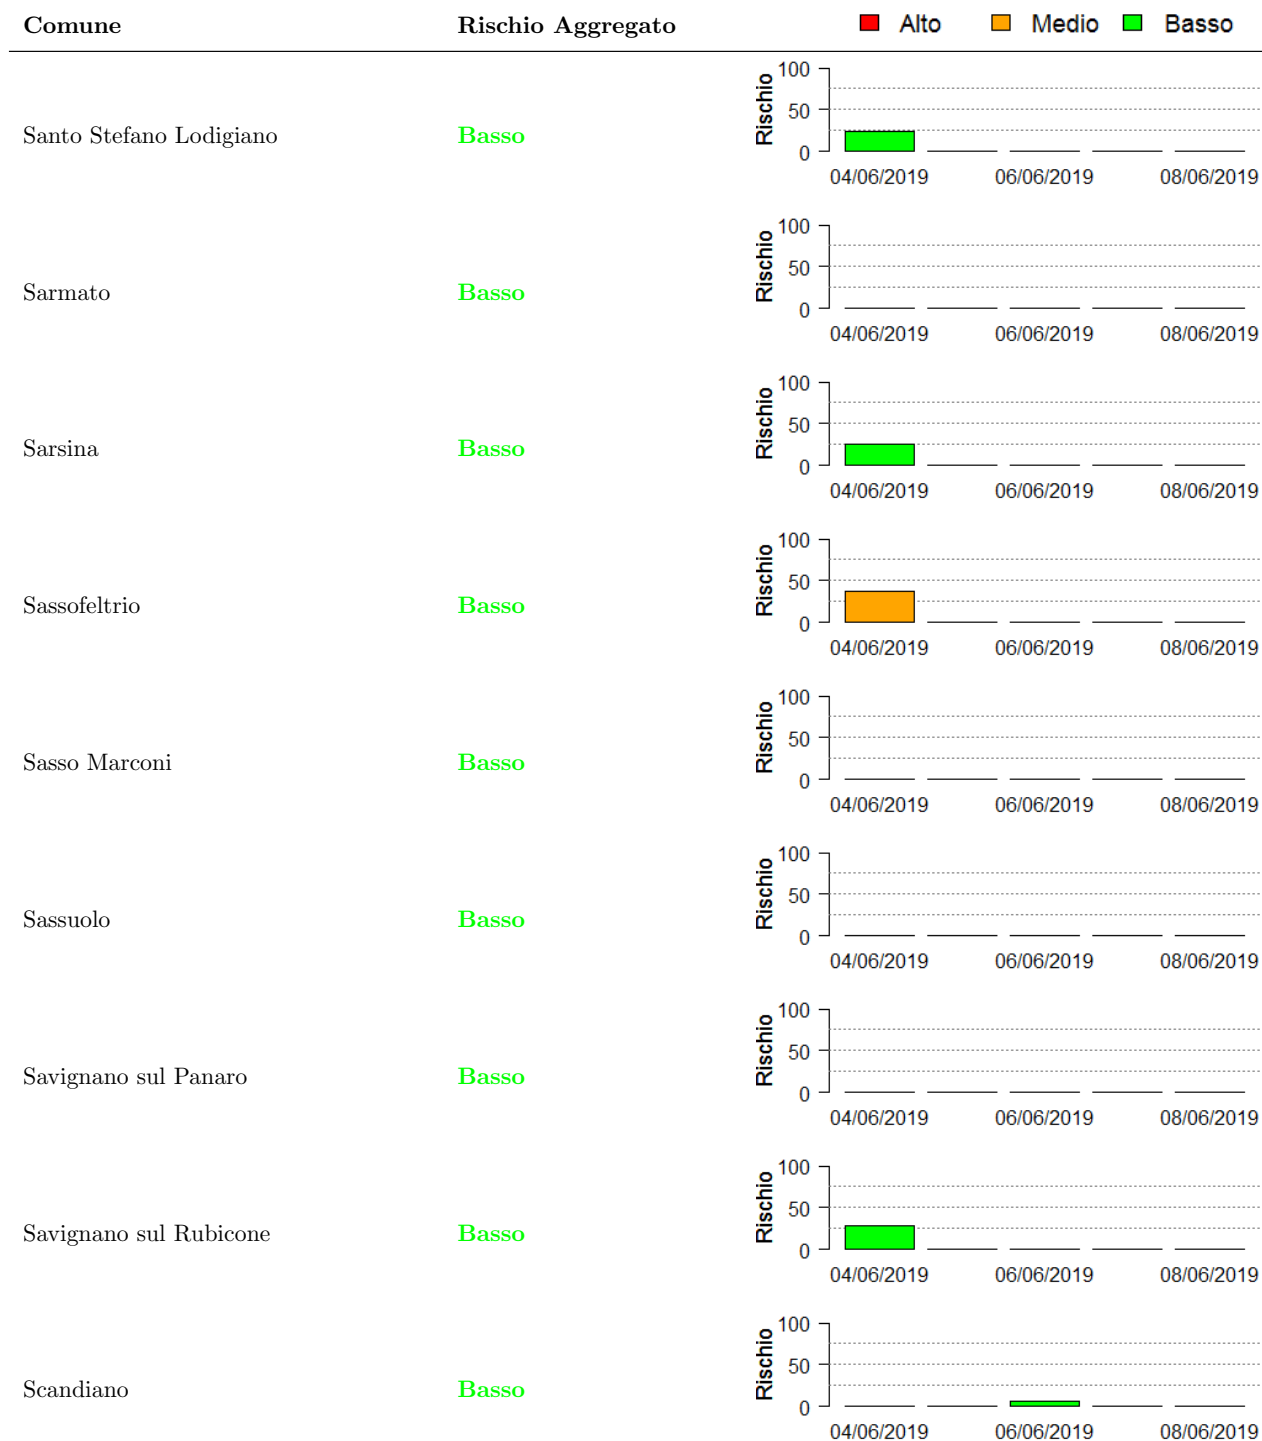 Comune Rischio Aggregato Alto Medio Basso
Santo Stefano Lodigiano Basso
Rischio
100
50
0
04/06/2019 06/06/2019 08/06/2019
Sarmato Basso
Rischio
100
50
0
04/06/2019 06/06/2019 08/06/2019
Sarsina Basso
Rischio
100
50
0
04/06/2019 06/06/2019 08/06/2019
Sassofeltrio Basso
Rischio
100
50
0
04/06/2019 06/06/2019 08/06/2019
Sasso Marconi Basso
Rischio
100
50
0
04/06/2019 06/06/2019 08/06/2019
Sassuolo Basso
Rischio
100
50
0
04/06/2019 06/06/2019 08/06/2019
Savignano sul Panaro Basso
Rischio
100
50
0
04/06/2019 06/06/2019 08/06/2019
Savignano sul Rubicone Basso
Rischio
100
50
0
04/06/2019 06/06/2019 08/06/2019
Scandiano Basso
Rischio
100
50
0
04/06/2019 06/06/2019 08/06/2019